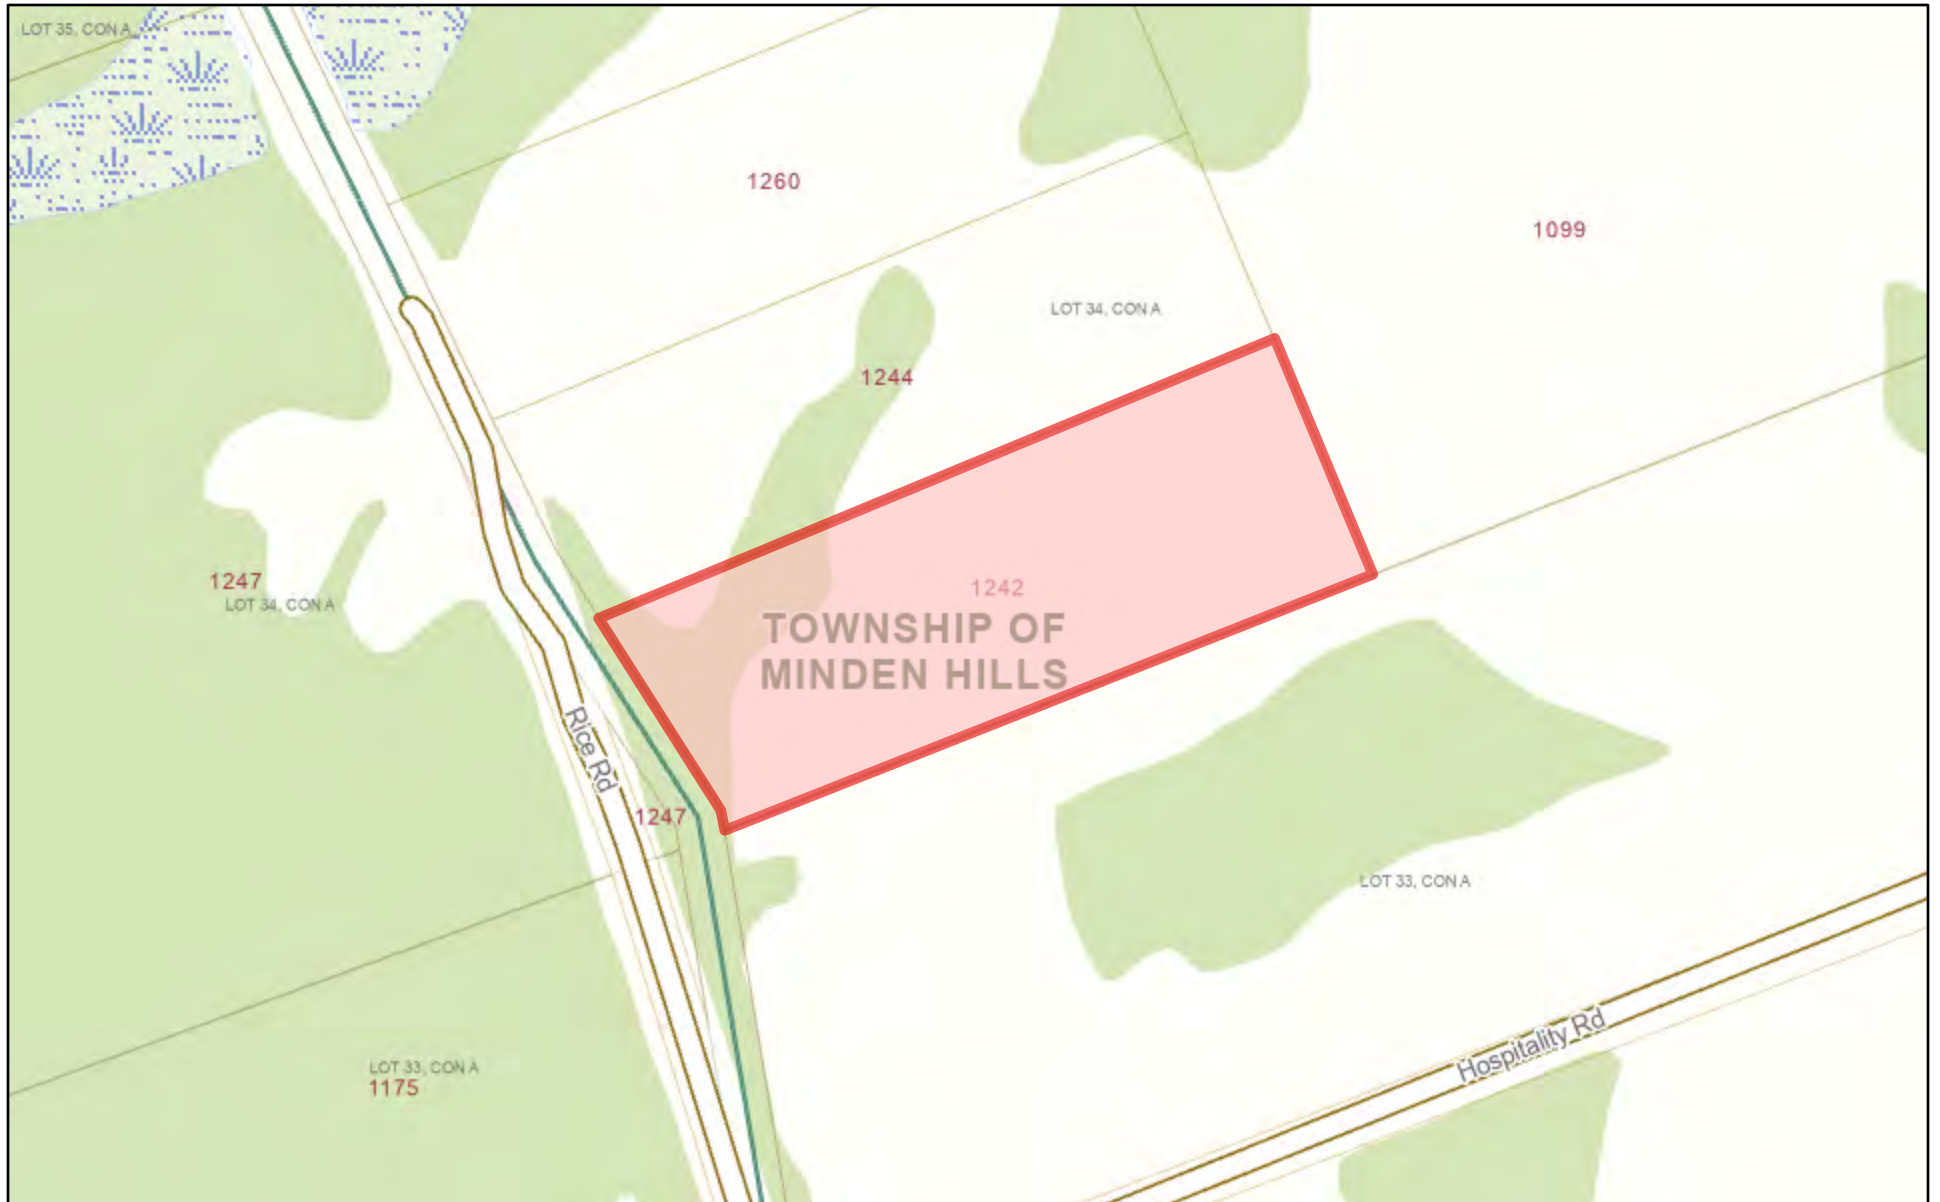 LOT 35, CON A
1260
1099
LOT 34, CON A
1244
1247
LOT 34, CON A
1242
TOWNSHIP OF
MINDEN HILLS
Rice Rd
1247
LOT 33, CON A
Hospitality Rd
LOT 33, CON A
1175